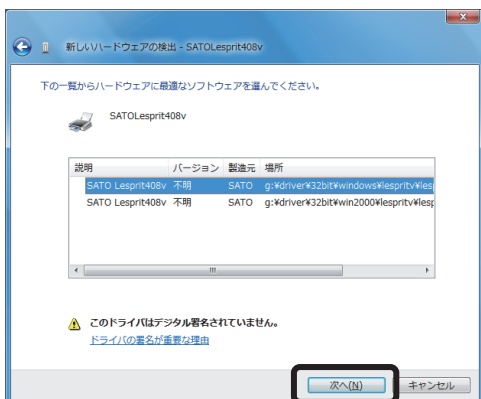 新しいハードウェアの検出 - SATOLesprit408v
下の一覧からハードウェアに最適なソフトウェアを選んでください。
SATOLesprit408v
説明 バージョン 製造元 場所
SATO Lesprit408v 不明 SATO g:¥driver¥32bit¥windows¥lespritv¥les
SATO Lesprit408v 不明 SATO g:¥driver¥32bit¥win2000¥lespritv¥lesp
このドライバはデジタル署名されていません。
ドライバの署名が重要な理由
次へ(N) キャンセル